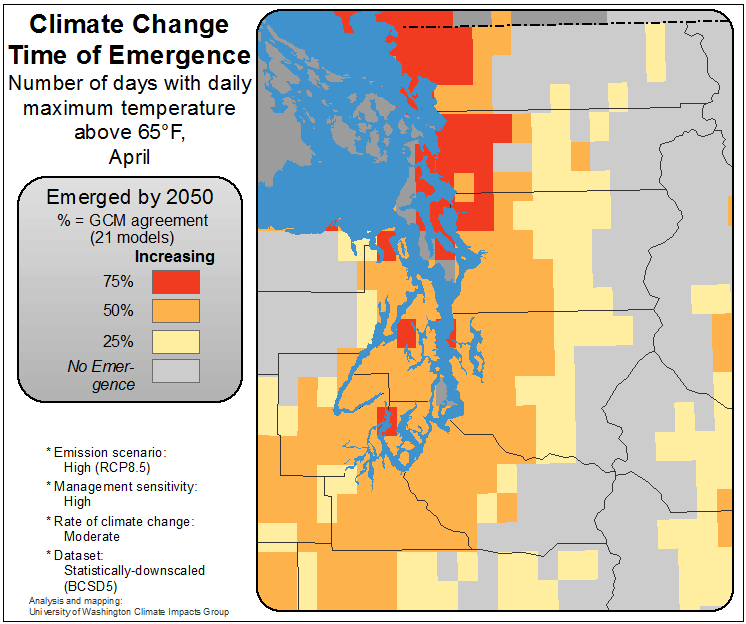 Climate Change
Time of Emergence
Number of days with daily
maximum temperature
above 65°F,
April
Emerged by 2050
% = GCM agreement
(21 models)
Increasing
75%
50%
25%
No Emer-
gence
* Emission scenario:
High (RCP8.5)
* Management sensitivity:
High
* Rate of climate change:
Moderate
* Dataset:
Statistically-downscaled
(BCSD5)
Analysis and mapping:
University of Washington Climate Impacts Group